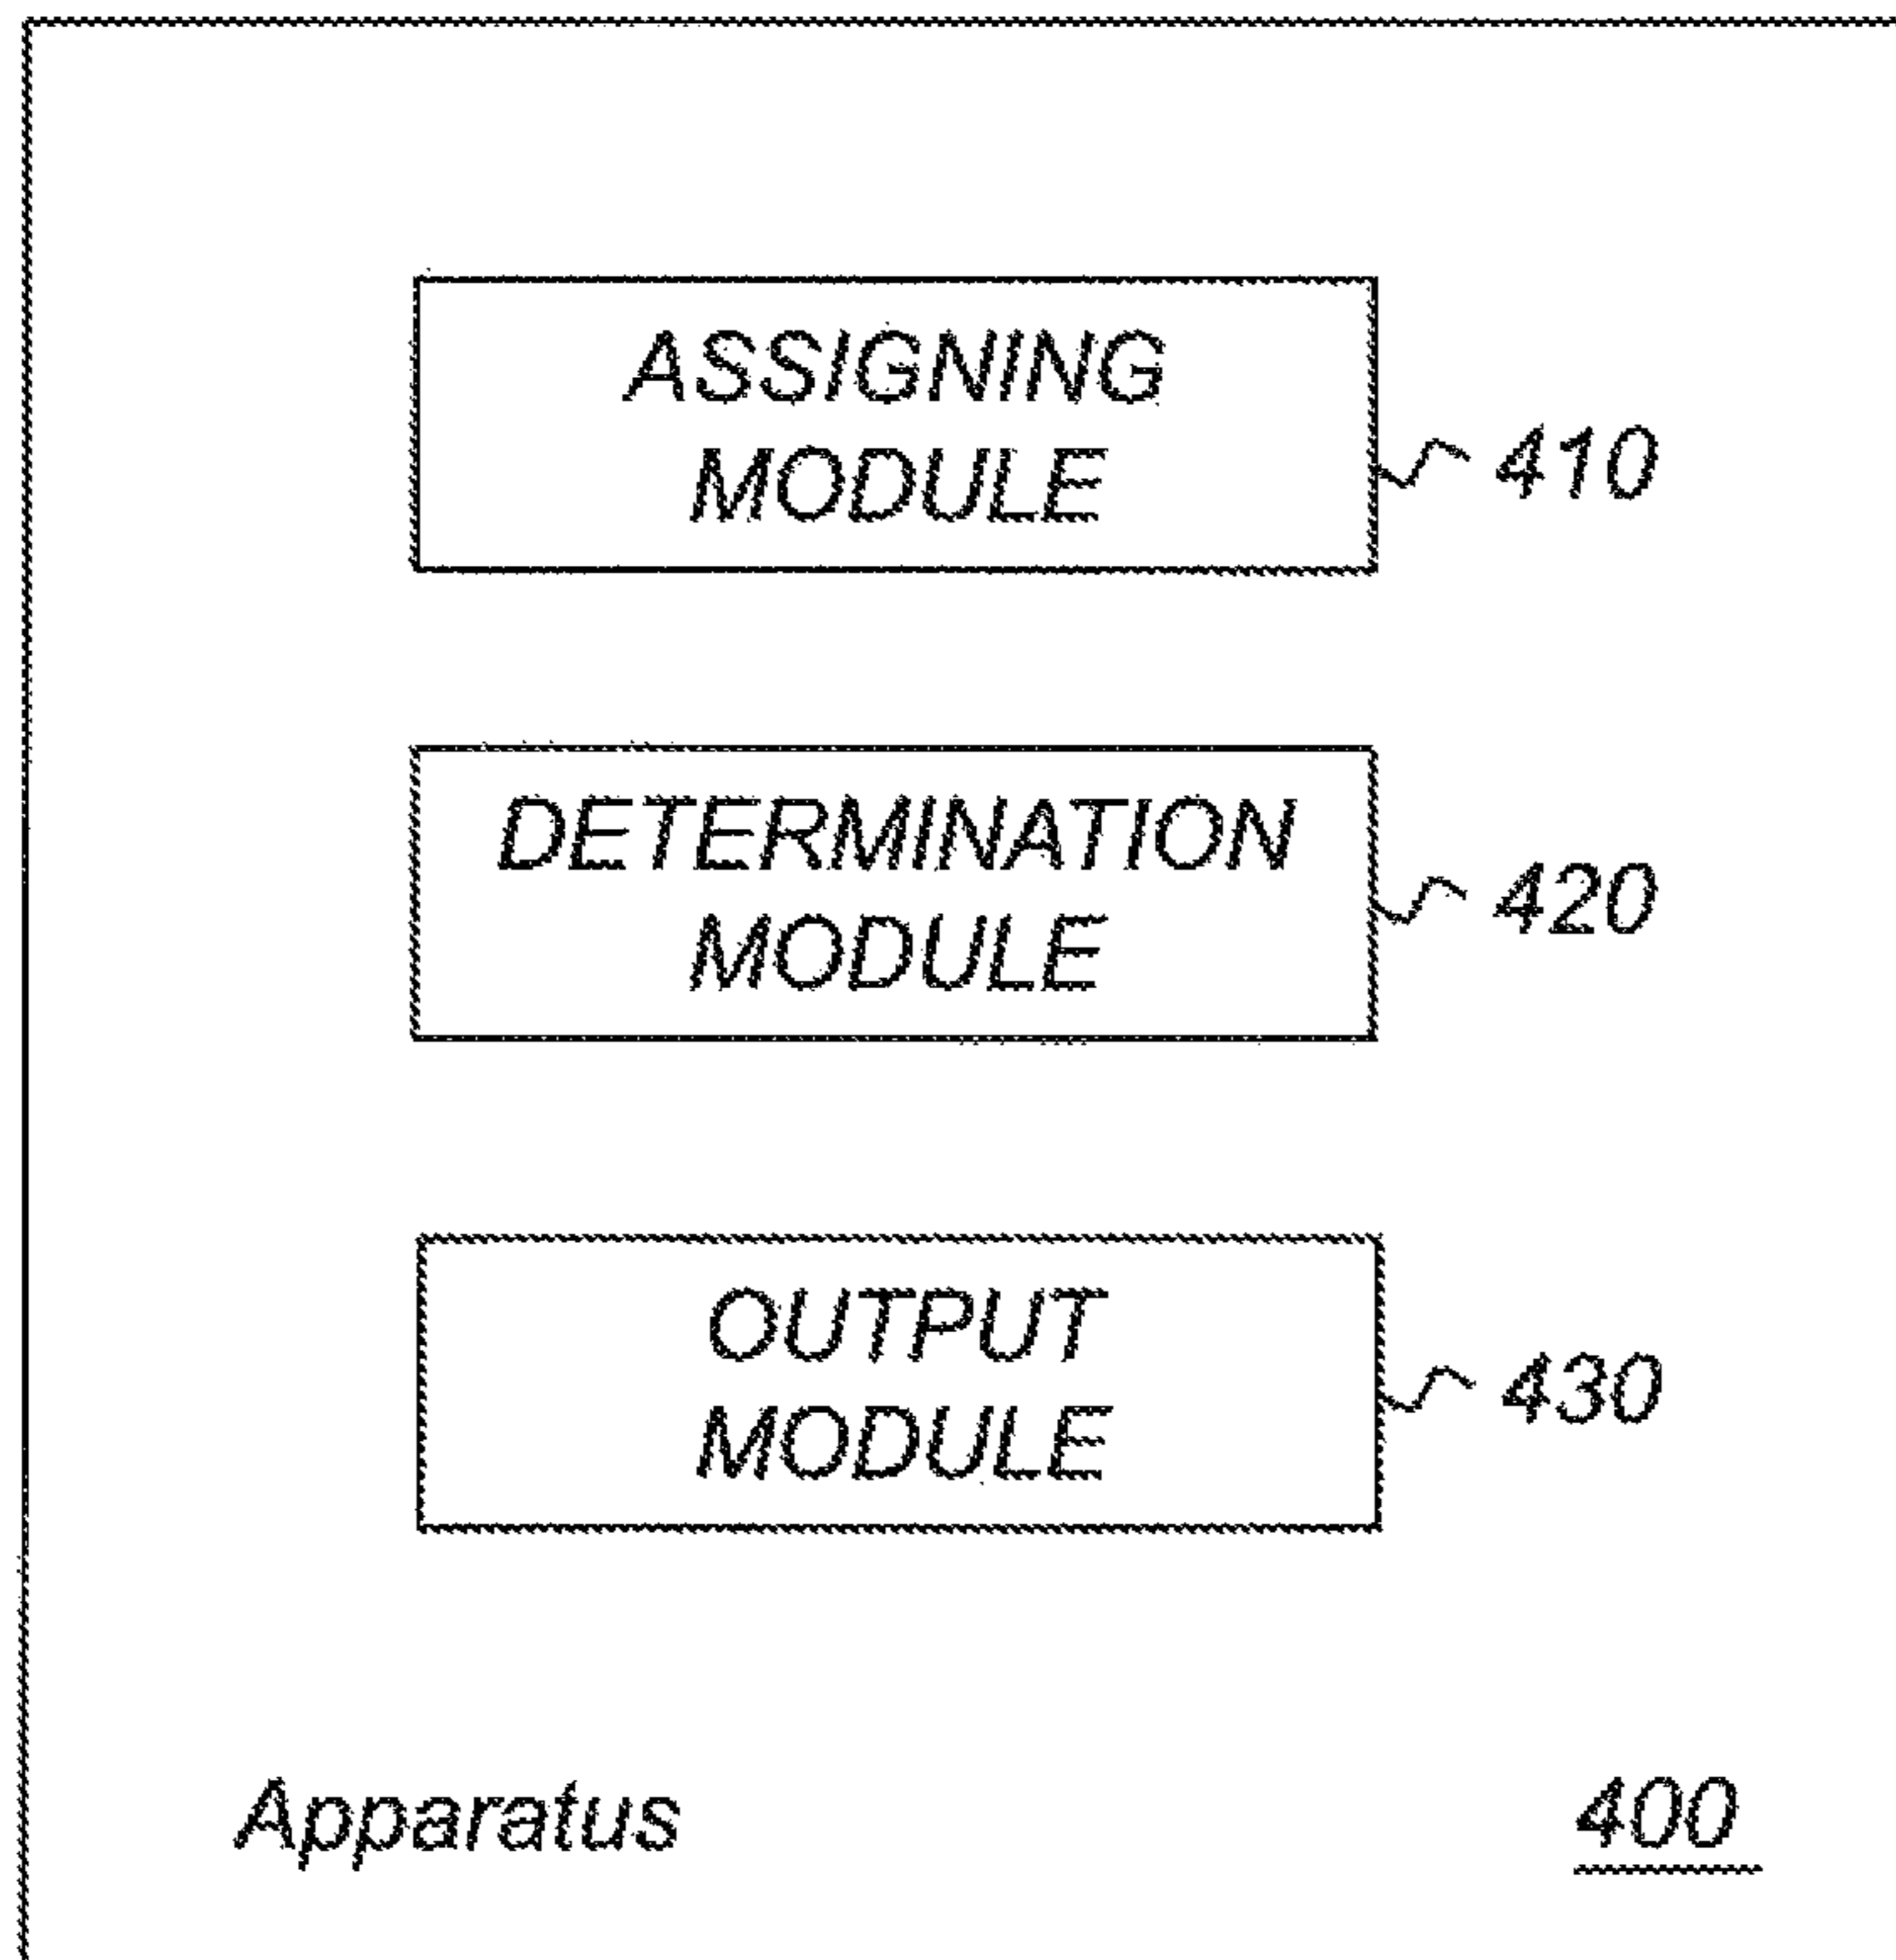 ASSIGNING
MODULE
410
DETERMINATION
MODULE
420
OUTPUT
MODULE
430
Apparatus 400